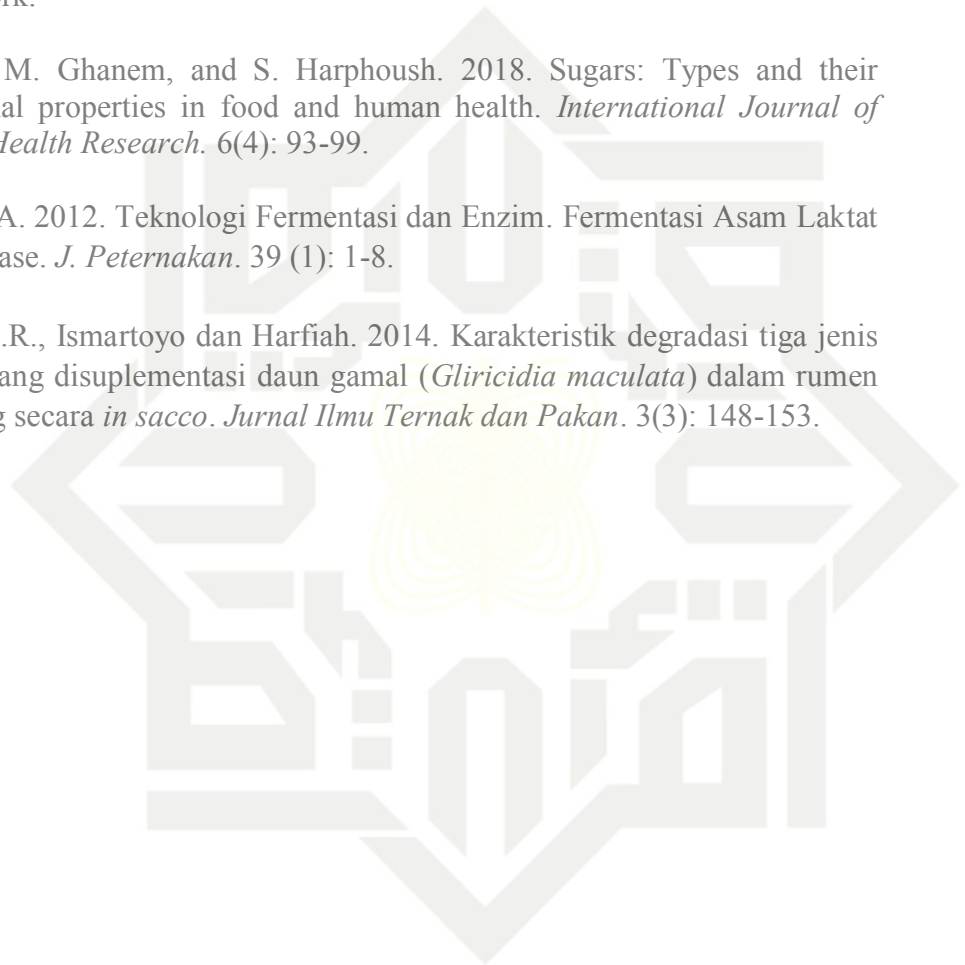 M. Ghanem, and S. Harphoush. 2018. Sugars: Types and their
al properties in food and human health. International Journal of
Health Research. 6(4): 93-99.
A. 2012. Teknologi Fermentasi dan Enzim. Fermentasi Asam Laktat
ase. J. Peternakan. 39 (1): 1-8.
.R., Ismartoyo dan Harfiah. 2014. Karakteristik degradasi tiga jenis
ang disuplementasi daun gamal (Gliricidia maculata) dalam rumen
g secara in sacco. Jurnal Ilmu Ternak dan Pakan. 3(3): 148-153.